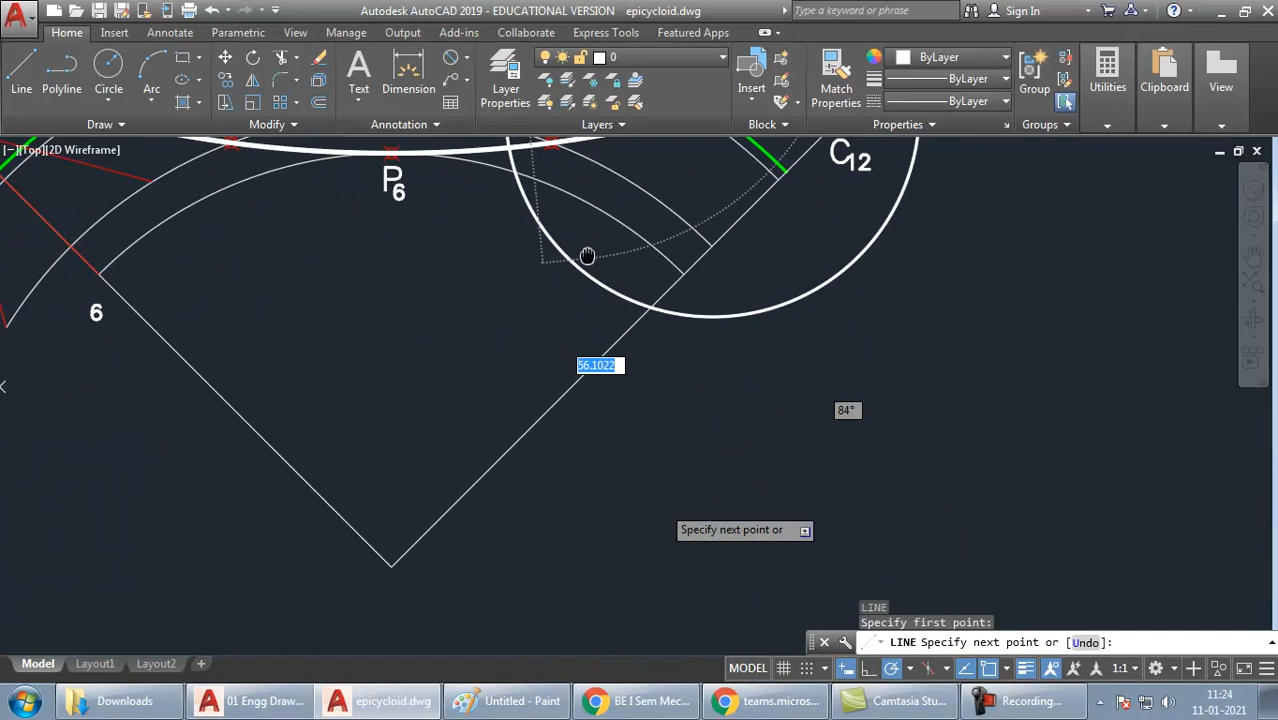 Autodesk AutoCAD 2019 - EDUCATIONAL VERSION epicycloid.dwg
Type a keyword or phrase
Sign In
Home Insert Annotate Parametric View Manage Output Add-ins Collaborate Express Tools Featured Apps
Line Polyline Circle Arc
Text Dimension
Layer Properties
0
Insert
Match Properties
ByLayer
ByLayer
ByLayer
Group
Utilities
Clipboard
View
Draw Modify Annotation Layers Block Properties Groups
[−][Top][2D Wireframe]
C12
P6
6
56.1022
84°
Specify next point or
LINE
Specify first point:
LINE Specify next point or [Undo]:
Model Layout1 Layout2 +
MODEL
1:1
Downloads
01 Engg Draw...
epicycloid.dwg
Untitled - Paint
BE I Sem Mec...
teams.micros...
Camtasia Stu...
Recording...
11:24
11-01-2021